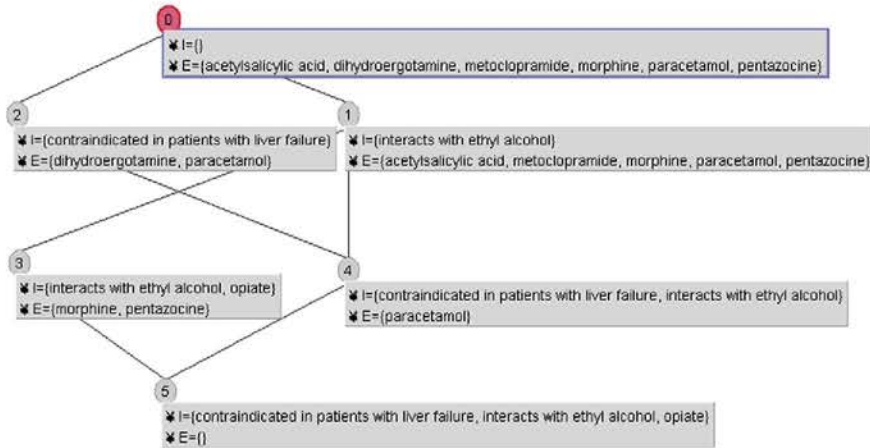 0
¥ I={}
¥ E={acetylsalicylic acid, dihydroergotamine, metoclopramide, morphine, paracetamol, pentazocine}
2
1
¥ I={contraindicated in patients with liver failure}
¥ E={dihydroergotamine, paracetamol}
¥ I={interacts with ethyl alcohol}
¥ E={acetylsalicylic acid, metoclopramide, morphine, paracetamol, pentazocine}
3
4
¥ I={interacts with ethyl alcohol, opiate}
¥ E={morphine, pentazocine}
¥ I={contraindicated in patients with liver failure, interacts with ethyl alcohol}
¥ E={paracetamol}
5
¥ I={contraindicated in patients with liver failure, interacts with ethyl alcohol, opiate}
¥ E={}